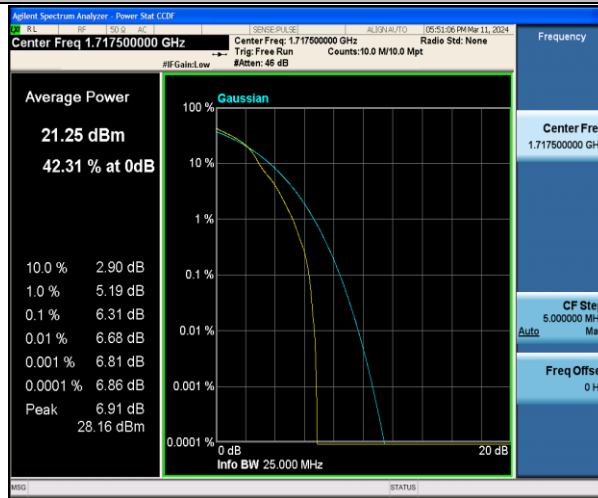 Agilent Spectrum Analyzer - Power Stat CCDF
RL RF 50 Ω AC SENSE:PULSE ALIGN AUTO 05:51:06 PM Mar 11, 2024
Center Freq 1.717500000 GHz
Center Freq: 1.717500000 GHz Radio Std: None
Trig: Free Run Counts:10.0 M/10.0 Mpt
#IFGain:Low #Atten: 46 dB
Frequency
Average Power
21.25 dBm
42.31 % at 0dB
10.0 % 2.90 dB
1.0 % 5.19 dB
0.1 % 6.31 dB
0.01 % 6.68 dB
0.001 % 6.81 dB
0.0001 % 6.86 dB
Peak 6.91 dB
28.16 dBm
Gaussian
100 %
10 %
1 %
0.1 %
0.01 %
0.001 %
0.0001 %
0 dB 20 dB
Info BW 25.000 MHz
Center Fre
1.717500000 GH
CF Ste
5.000000 MH
Auto Ma
Freq Offse
0 H
MSG STATUS